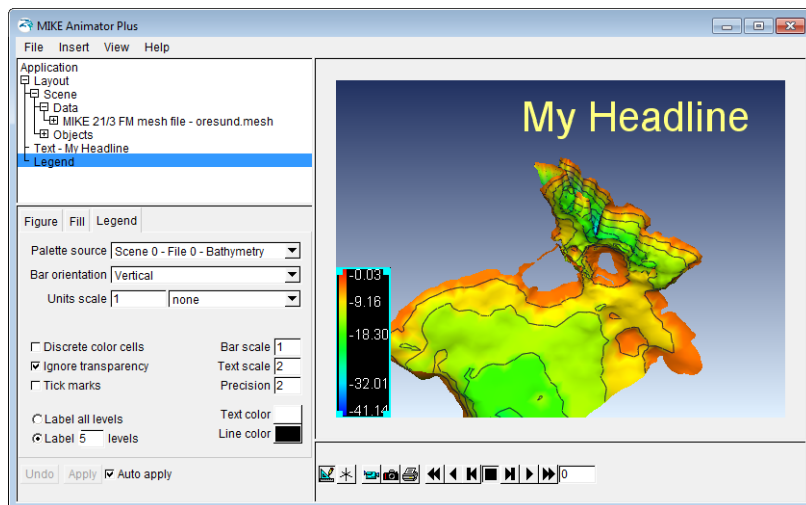 MIKE Animator Plus
File Insert View Help
Application
Layout
Scene
Data
MIKE 21/3 FM mesh file - oresund.mesh
Objects
Text - My Headline
Legend
Figure Fill Legend
Palette source Scene 0 - File 0 - Bathymetry
Bar orientation Vertical
Units scale 1 none
Discrete color cells Bar scale 1
Ignore transparency Text scale 2
Tick marks Precision 2
Label all levels Text color
Label 5 levels Line color
Undo Apply Auto apply
My Headline
-0.03
-9.16
-18.30
-32.01
-41.14
0